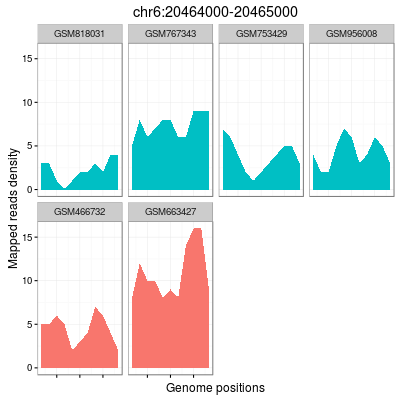 chr6:20464000-20465000
GSM818031 GSM767343 GSM753429 GSM956008
15
10
5
0
Mapped reads density
GSM466732 GSM663427
15
10
5
0
Genome positions